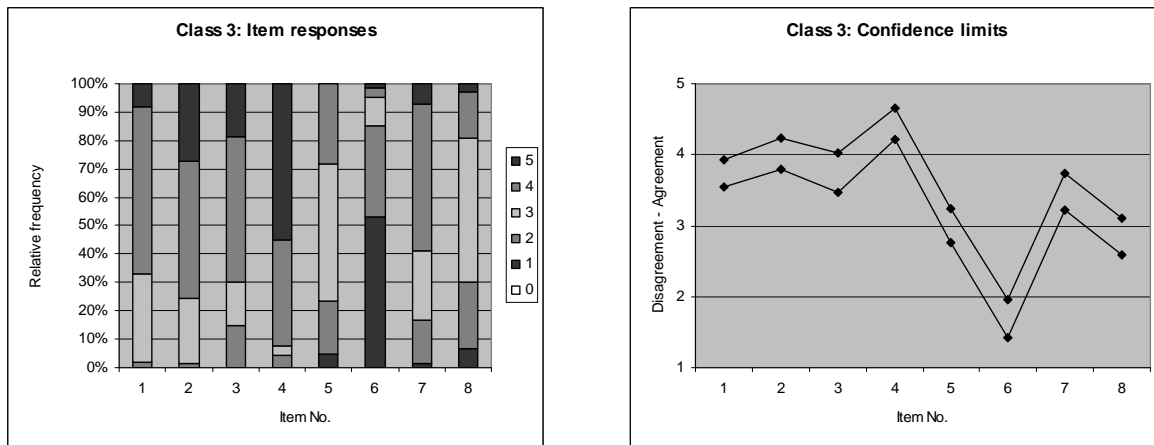 Class 3: Item responses
100%
90%
80%
70%
60%
50%
40%
30%
20%
10%
0%
Relative frequency
1 2 3 4 5 6 7 8
Item No.
5
4
3
2
1
0
Class 3: Confidence limits
5
4
3
2
1
Disagreement - Agreement
1 2 3 4 5 6 7 8
Item No.